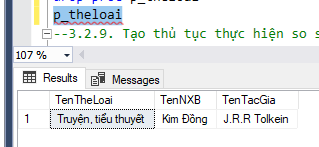 drop proc p_theloai
p_theloai
--3.2.9. Tạo thủ tục thực hiện so s
107 %
Results Messages
TenTheLoai TenNXB TenTacGia
1 Truyện, tiểu thuyết Kim Đồng J.R.R Tolkein